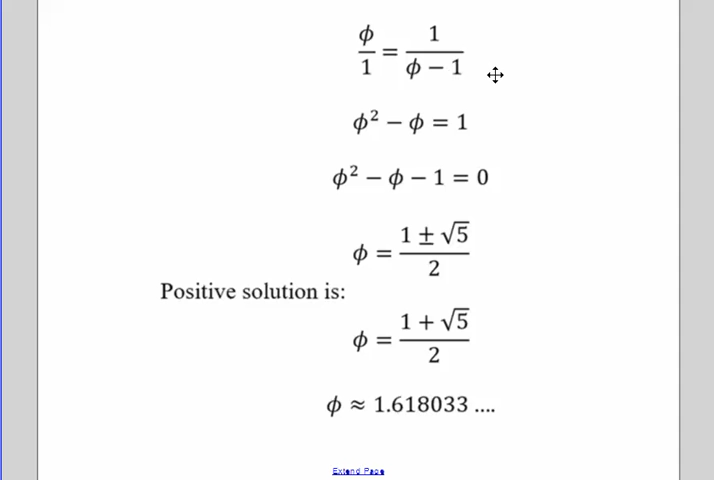 ϕ/1 = 1/(ϕ − 1)
ϕ² − ϕ = 1
ϕ² − ϕ − 1 = 0
ϕ = (1 ± √5)/2
Positive solution is:
ϕ = (1 + √5)/2
ϕ ≈ 1.618033 ....
Extend Page